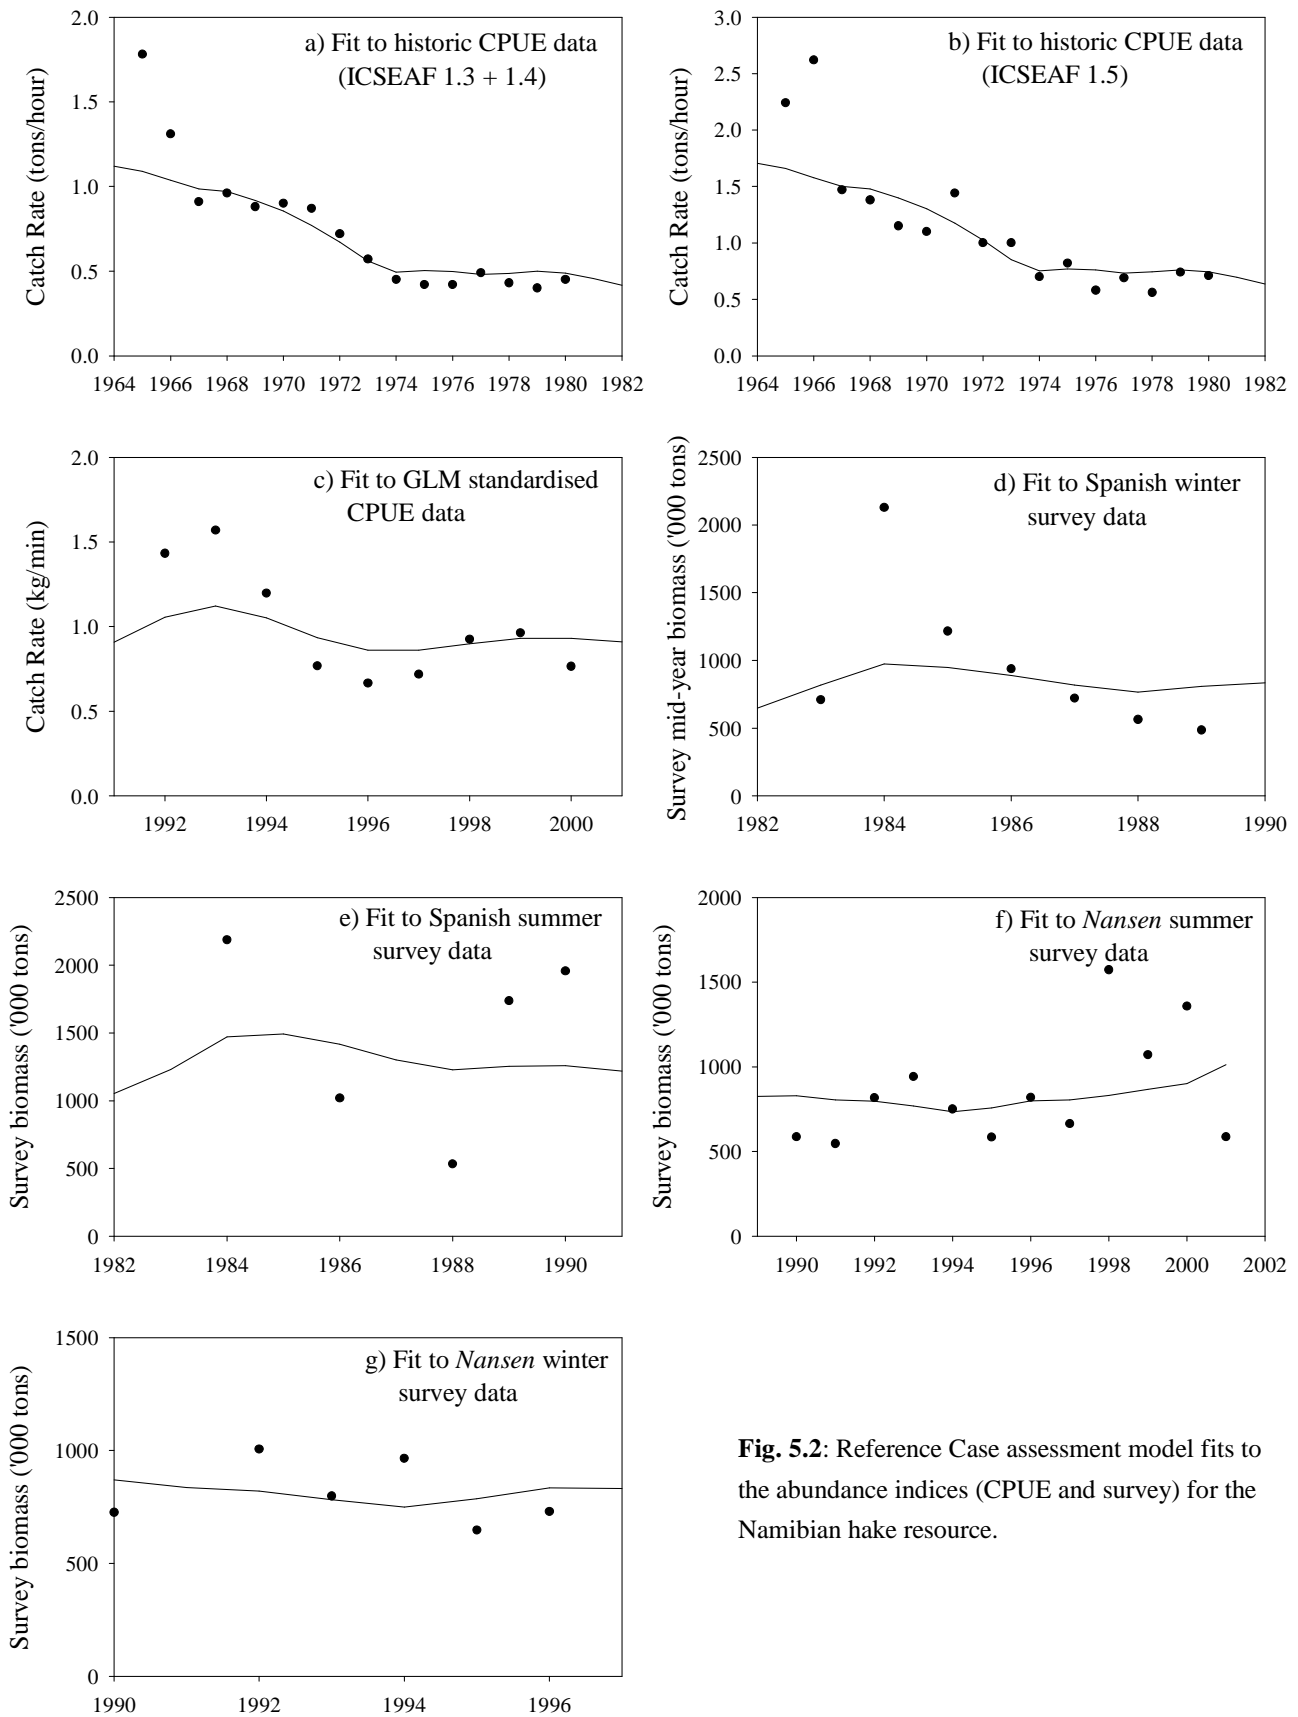 a) Fit to historic CPUE data
(ICSEAF 1.3 + 1.4)
Catch Rate (tons/hour)
2.0
1.5
1.0
0.5
0.0
1964 1966 1968 1970 1972 1974 1976 1978 1980 1982
b) Fit to historic CPUE data
(ICSEAF 1.5)
Catch Rate (tons/hour)
3.0
2.5
2.0
1.5
1.0
0.5
0.0
1964 1966 1968 1970 1972 1974 1976 1978 1980 1982
c) Fit to GLM standardised
CPUE data
Catch Rate (kg/min)
2.0
1.5
1.0
0.5
0.0
1992 1994 1996 1998 2000
d) Fit to Spanish winter
survey data
Survey mid-year biomass ('000 tons)
2500
2000
1500
1000
500
0
1982 1984 1986 1988 1990
e) Fit to Spanish summer
survey data
Survey biomass ('000 tons)
2500
2000
1500
1000
500
0
1982 1984 1986 1988 1990
f) Fit to Nansen summer
survey data
Survey biomass ('000 tons)
2000
1500
1000
500
0
1990 1992 1994 1996 1998 2000 2002
g) Fit to Nansen winter
survey data
Survey biomass ('000 tons)
1500
1000
500
0
1990 1992 1994 1996
Fig. 5.2: Reference Case assessment model fits to
the abundance indices (CPUE and survey) for the
Namibian hake resource.